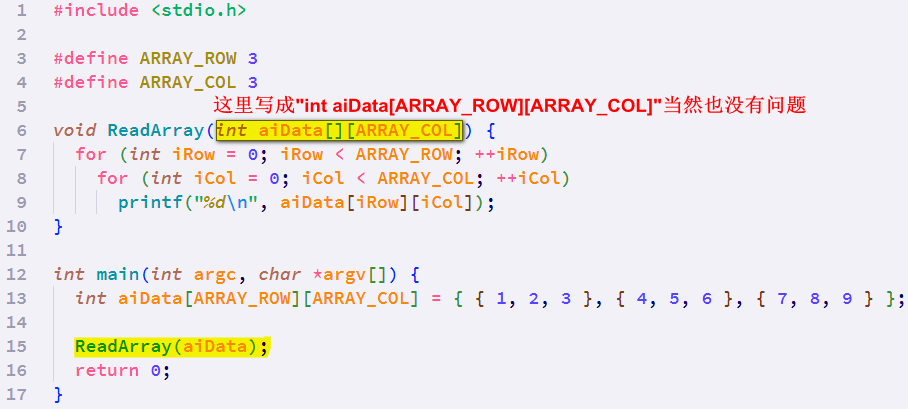 1 #include <stdio.h>
2
3 #define ARRAY_ROW 3
4 #define ARRAY_COL 3
5 这里写成"int aiData[ARRAY_ROW][ARRAY_COL]"当然也没有问题
6 void ReadArray(int aiData[][ARRAY_COL]) {
7 for (int iRow = 0; iRow < ARRAY_ROW; ++iRow)
8 for (int iCol = 0; iCol < ARRAY_COL; ++iCol)
9 printf("%d\n", aiData[iRow][iCol]);
10 }
11
12 int main(int argc, char *argv[]) {
13 int aiData[ARRAY_ROW][ARRAY_COL] = { { 1, 2, 3 }, { 4, 5, 6 }, { 7, 8, 9 } };
14
15 ReadArray(aiData);
16 return 0;
17 }